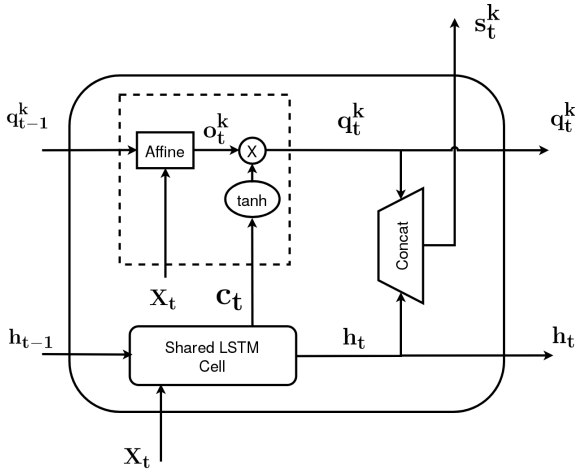 s_t^k
q_{t-1}^k
Affine
o_t^k
X
q_t^k
q_t^k
tanh
Concat
X_t
c_t
h_{t-1}
Shared LSTM
Cell
h_t
h_t
X_t